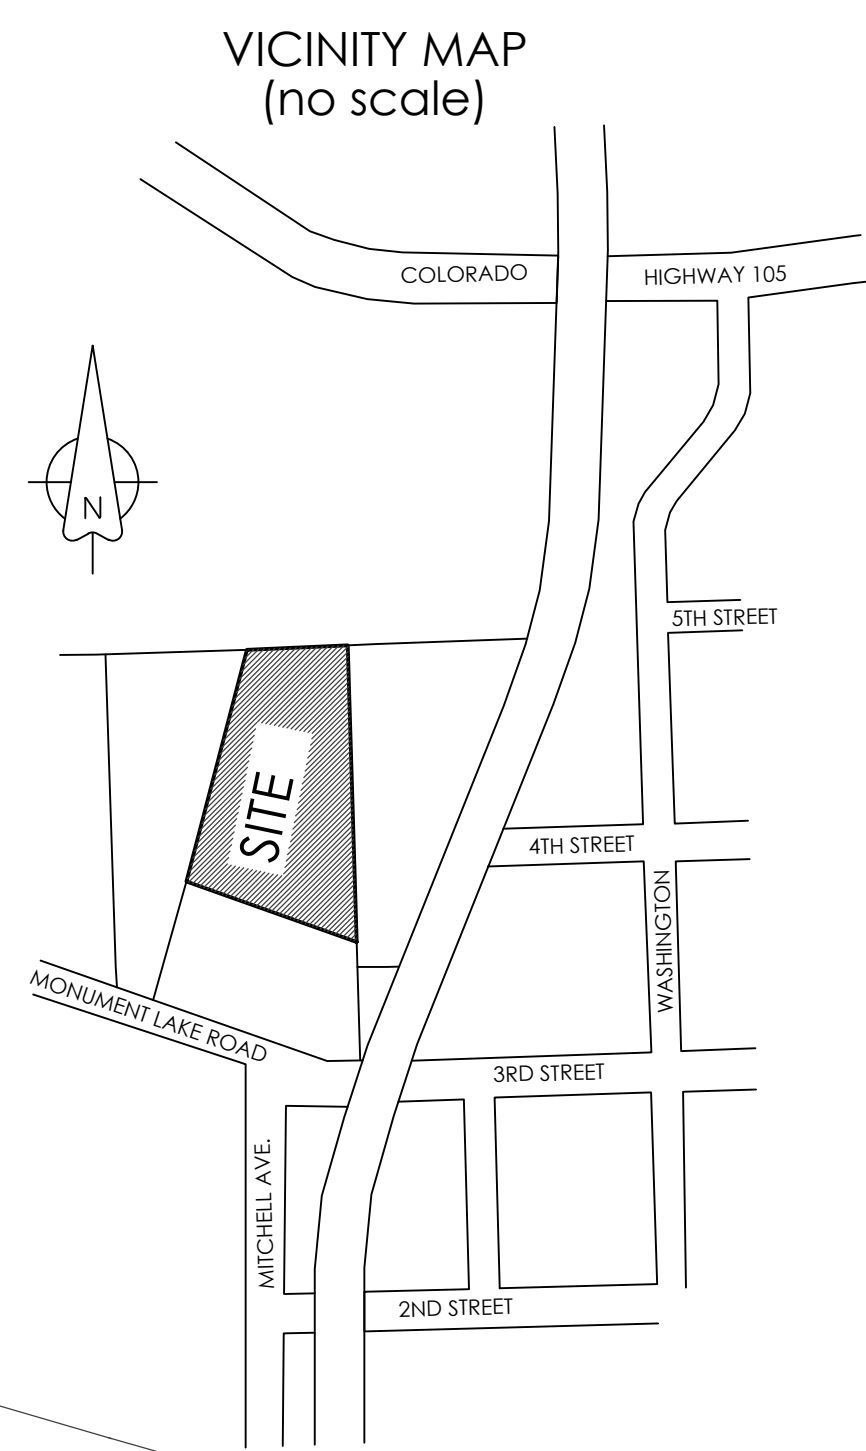 VICINITY MAP
(no scale)
COLORADO HIGHWAY 105
N
5TH STREET
SITE
4TH STREET
WASHINGTON
MONUMENT LAKE ROAD
3RD STREET
MITCHELL AVE.
2ND STREET